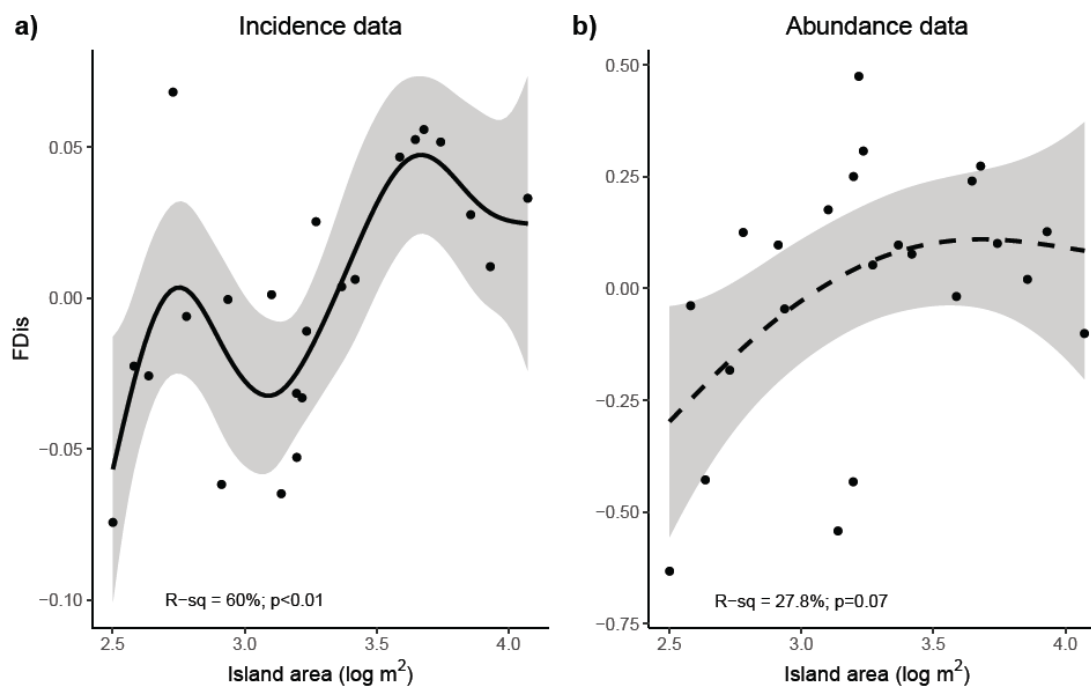 a)
Incidence data
FDis
0.05
0.00
−0.05
−0.10
R−sq = 60%; p<0.01
2.5
3.0
3.5
4.0
Island area (log m²)
b)
Abundance data
0.50
0.25
0.00
−0.25
−0.50
−0.75
R−sq = 27.8%; p=0.07
2.5
3.0
3.5
4.0
Island area (log m²)